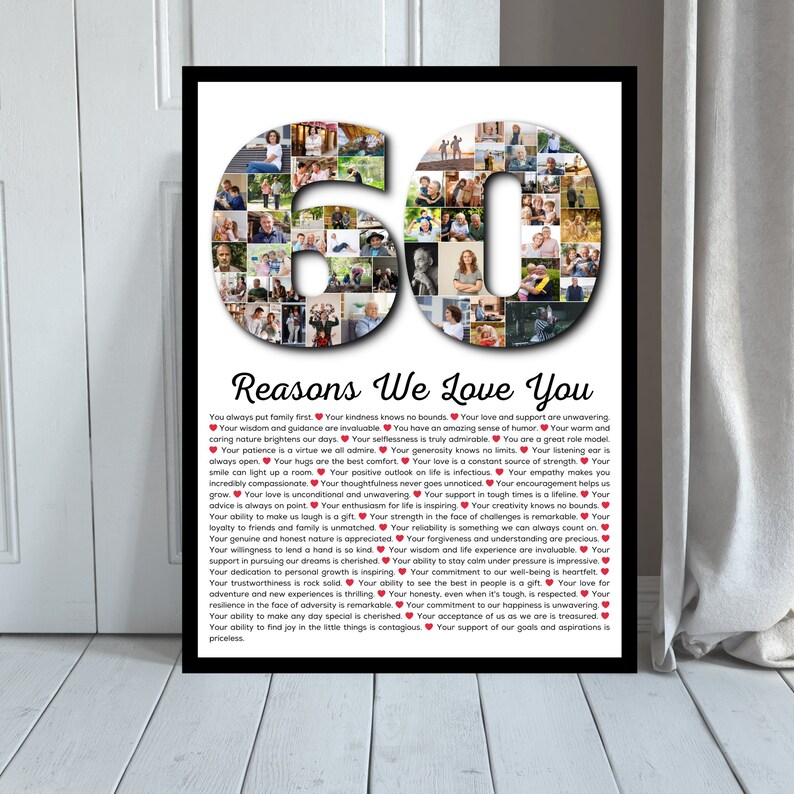 60
Reasons We Love You
You always put family first. ❤ Your kindness knows no bounds. ❤ Your love and support are unwavering.
❤ Your wisdom and guidance are invaluable. ❤ You have an amazing sense of humor. ❤ Your warm and
caring nature brightens our days. ❤ Your selflessness is truly admirable. ❤ You are a great role model.
❤ Your patience is a virtue we all admire. ❤ Your generosity knows no limits. ❤ Your listening ear is
always open. ❤ Your hugs are the best comfort. ❤ Your love is a constant source of strength. ❤ Your
smile can light up a room. ❤ Your positive outlook on life is infectious. ❤ Your empathy makes you
incredibly compassionate. ❤ Your thoughtfulness never goes unnoticed. ❤ Your encouragement helps us
grow. ❤ Your love is unconditional and unwavering. ❤ Your support in tough times is a lifeline. ❤ Your
advice is always on point. ❤ Your enthusiasm for life is inspiring. ❤ Your creativity knows no bounds. ❤
Your ability to make us laugh is a gift. ❤ Your strength in the face of challenges is remarkable. ❤ Your
loyalty to friends and family is unmatched. ❤ Your reliability is something we can always count on. ❤
Your genuine and honest nature is appreciated. ❤ Your forgiveness and understanding are precious. ❤
Your willingness to lend a hand is so kind. ❤ Your wisdom and life experience are invaluable. ❤ Your
support in pursuing our dreams is cherished. ❤ Your ability to stay calm under pressure is impressive. ❤
Your dedication to personal growth is inspiring. ❤ Your commitment to our well-being is heartfelt. ❤
Your trustworthiness is rock solid. ❤ Your ability to see the best in people is a gift. ❤ Your love for
adventure and new experiences is thrilling. ❤ Your honesty, even when it's tough, is respected. ❤ Your
resilience in the face of adversity is remarkable. ❤ Your commitment to our happiness is unwavering. ❤
Your ability to make any day special is cherished. ❤ Your acceptance of us as we are is treasured. ❤
Your ability to find joy in the little things is contagious. ❤ Your support of our goals and aspirations is
priceless.